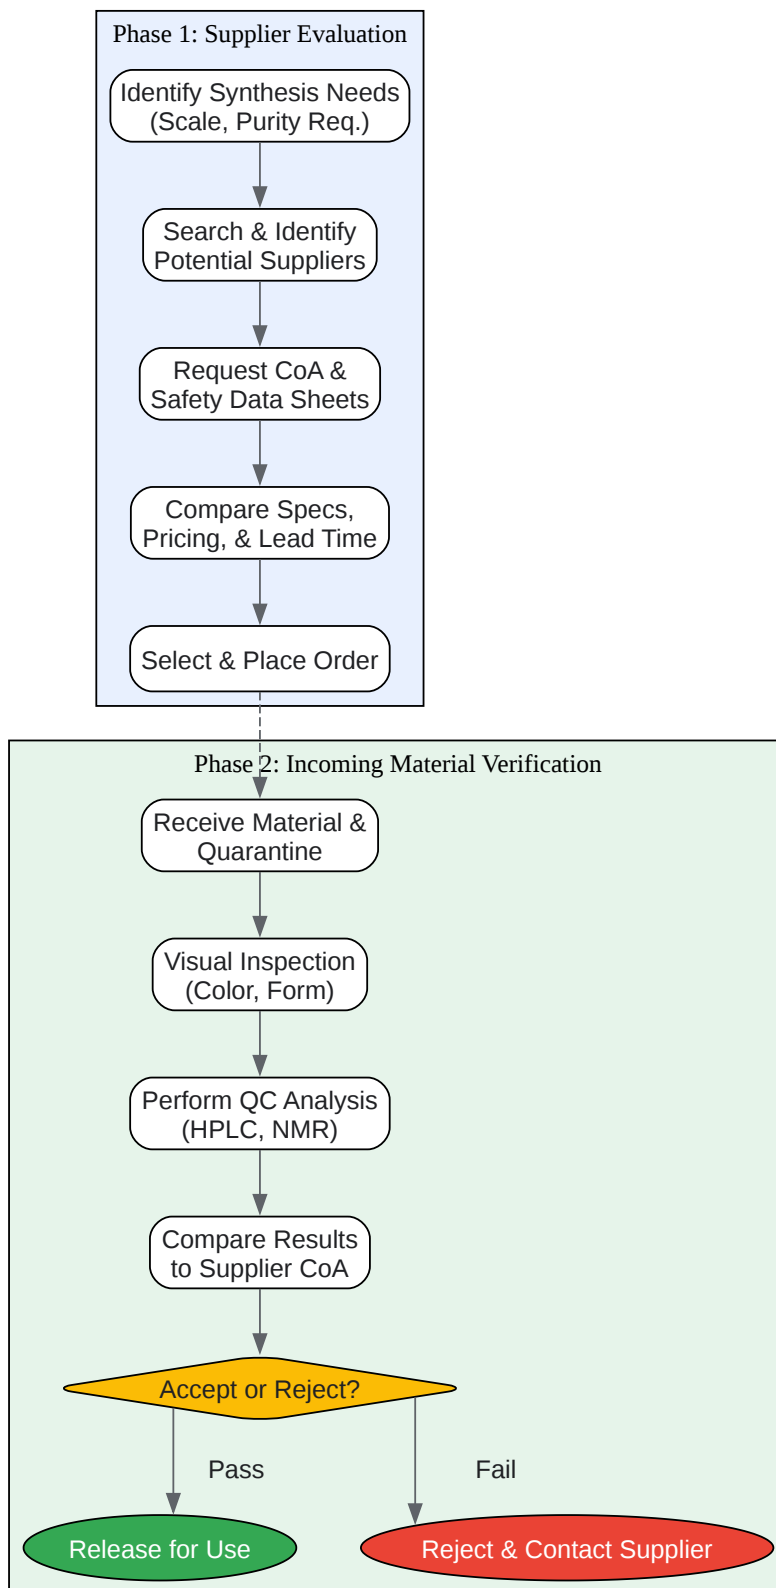 Phase 1: Supplier Evaluation
Identify Synthesis Needs
(Scale, Purity Req.)
Search & Identify
Potential Suppliers
Request CoA &
Safety Data Sheets
Compare Specs,
Pricing, & Lead Time
Select & Place Order
Phase 2: Incoming Material Verification
Receive Material &
Quarantine
Visual Inspection
(Color, Form)
Perform QC Analysis
(HPLC, NMR)
Compare Results
to Supplier CoA
Accept or Reject?
Pass
Fail
Release for Use
Reject & Contact Supplier